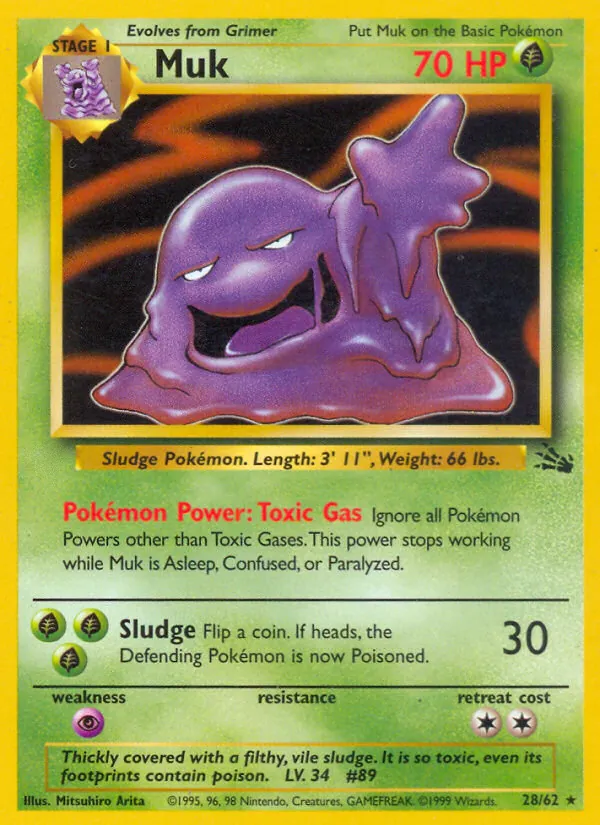 Evolves from Grimer
Put Muk on the Basic Pokémon
STAGE 1
Muk
70 HP
Sludge Pokémon. Length: 3' 11", Weight: 66 lbs.
Pokémon Power: Toxic Gas Ignore all Pokémon
Powers other than Toxic Gases. This power stops working
while Muk is Asleep, Confused, or Paralyzed.
Sludge Flip a coin. If heads, the
Defending Pokémon is now Poisoned.
30
weakness
resistance
retreat cost
Thickly covered with a filthy, vile sludge. It is so toxic, even its
footprints contain poison. LV. 34 #89
Illus. Mitsuhiro Arita ©1995, 96, 98 Nintendo, Creatures, GAMEFREAK. ©1999 Wizards. 28/62 ★